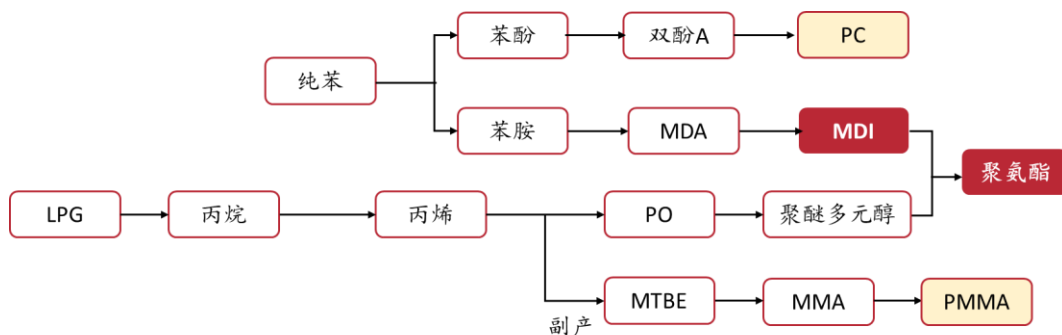 苯酚
双酚A
PC
纯苯
苯胺
MDA
MDI
聚氨酯
LPG
丙烷
丙烯
PO
聚醚多元醇
副产
MTBE
MMA
PMMA